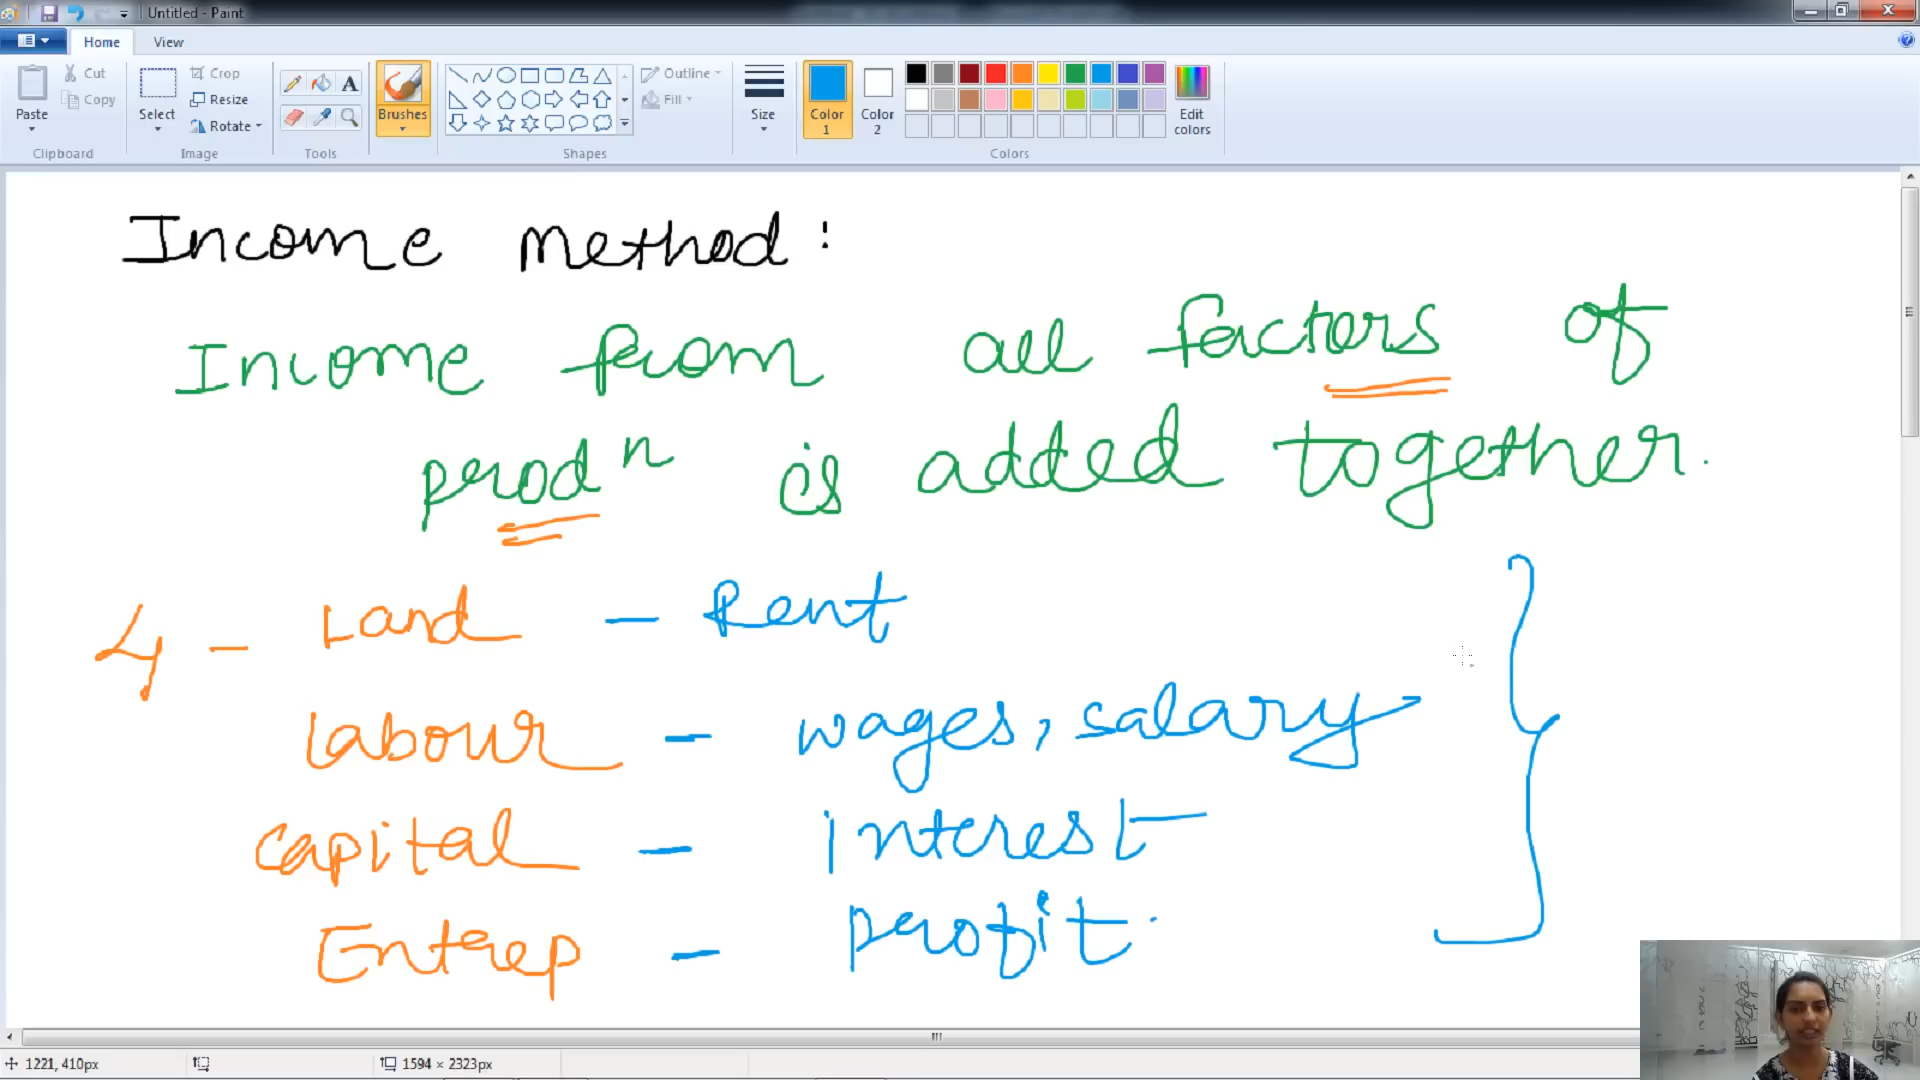 Untitled - Paint
Home View
Paste Cut Copy Select Crop Resize Rotate Brushes Outline Fill Size Color 1 Color 2 Edit colors
Clipboard Image Tools Shapes Colors
Income method :
Income from all factors of
prodn is added together.
4 - Land - Rent
Labour - wages, salary
capital - interest
Entrep - profit.
1221, 410px 1594 × 2323px